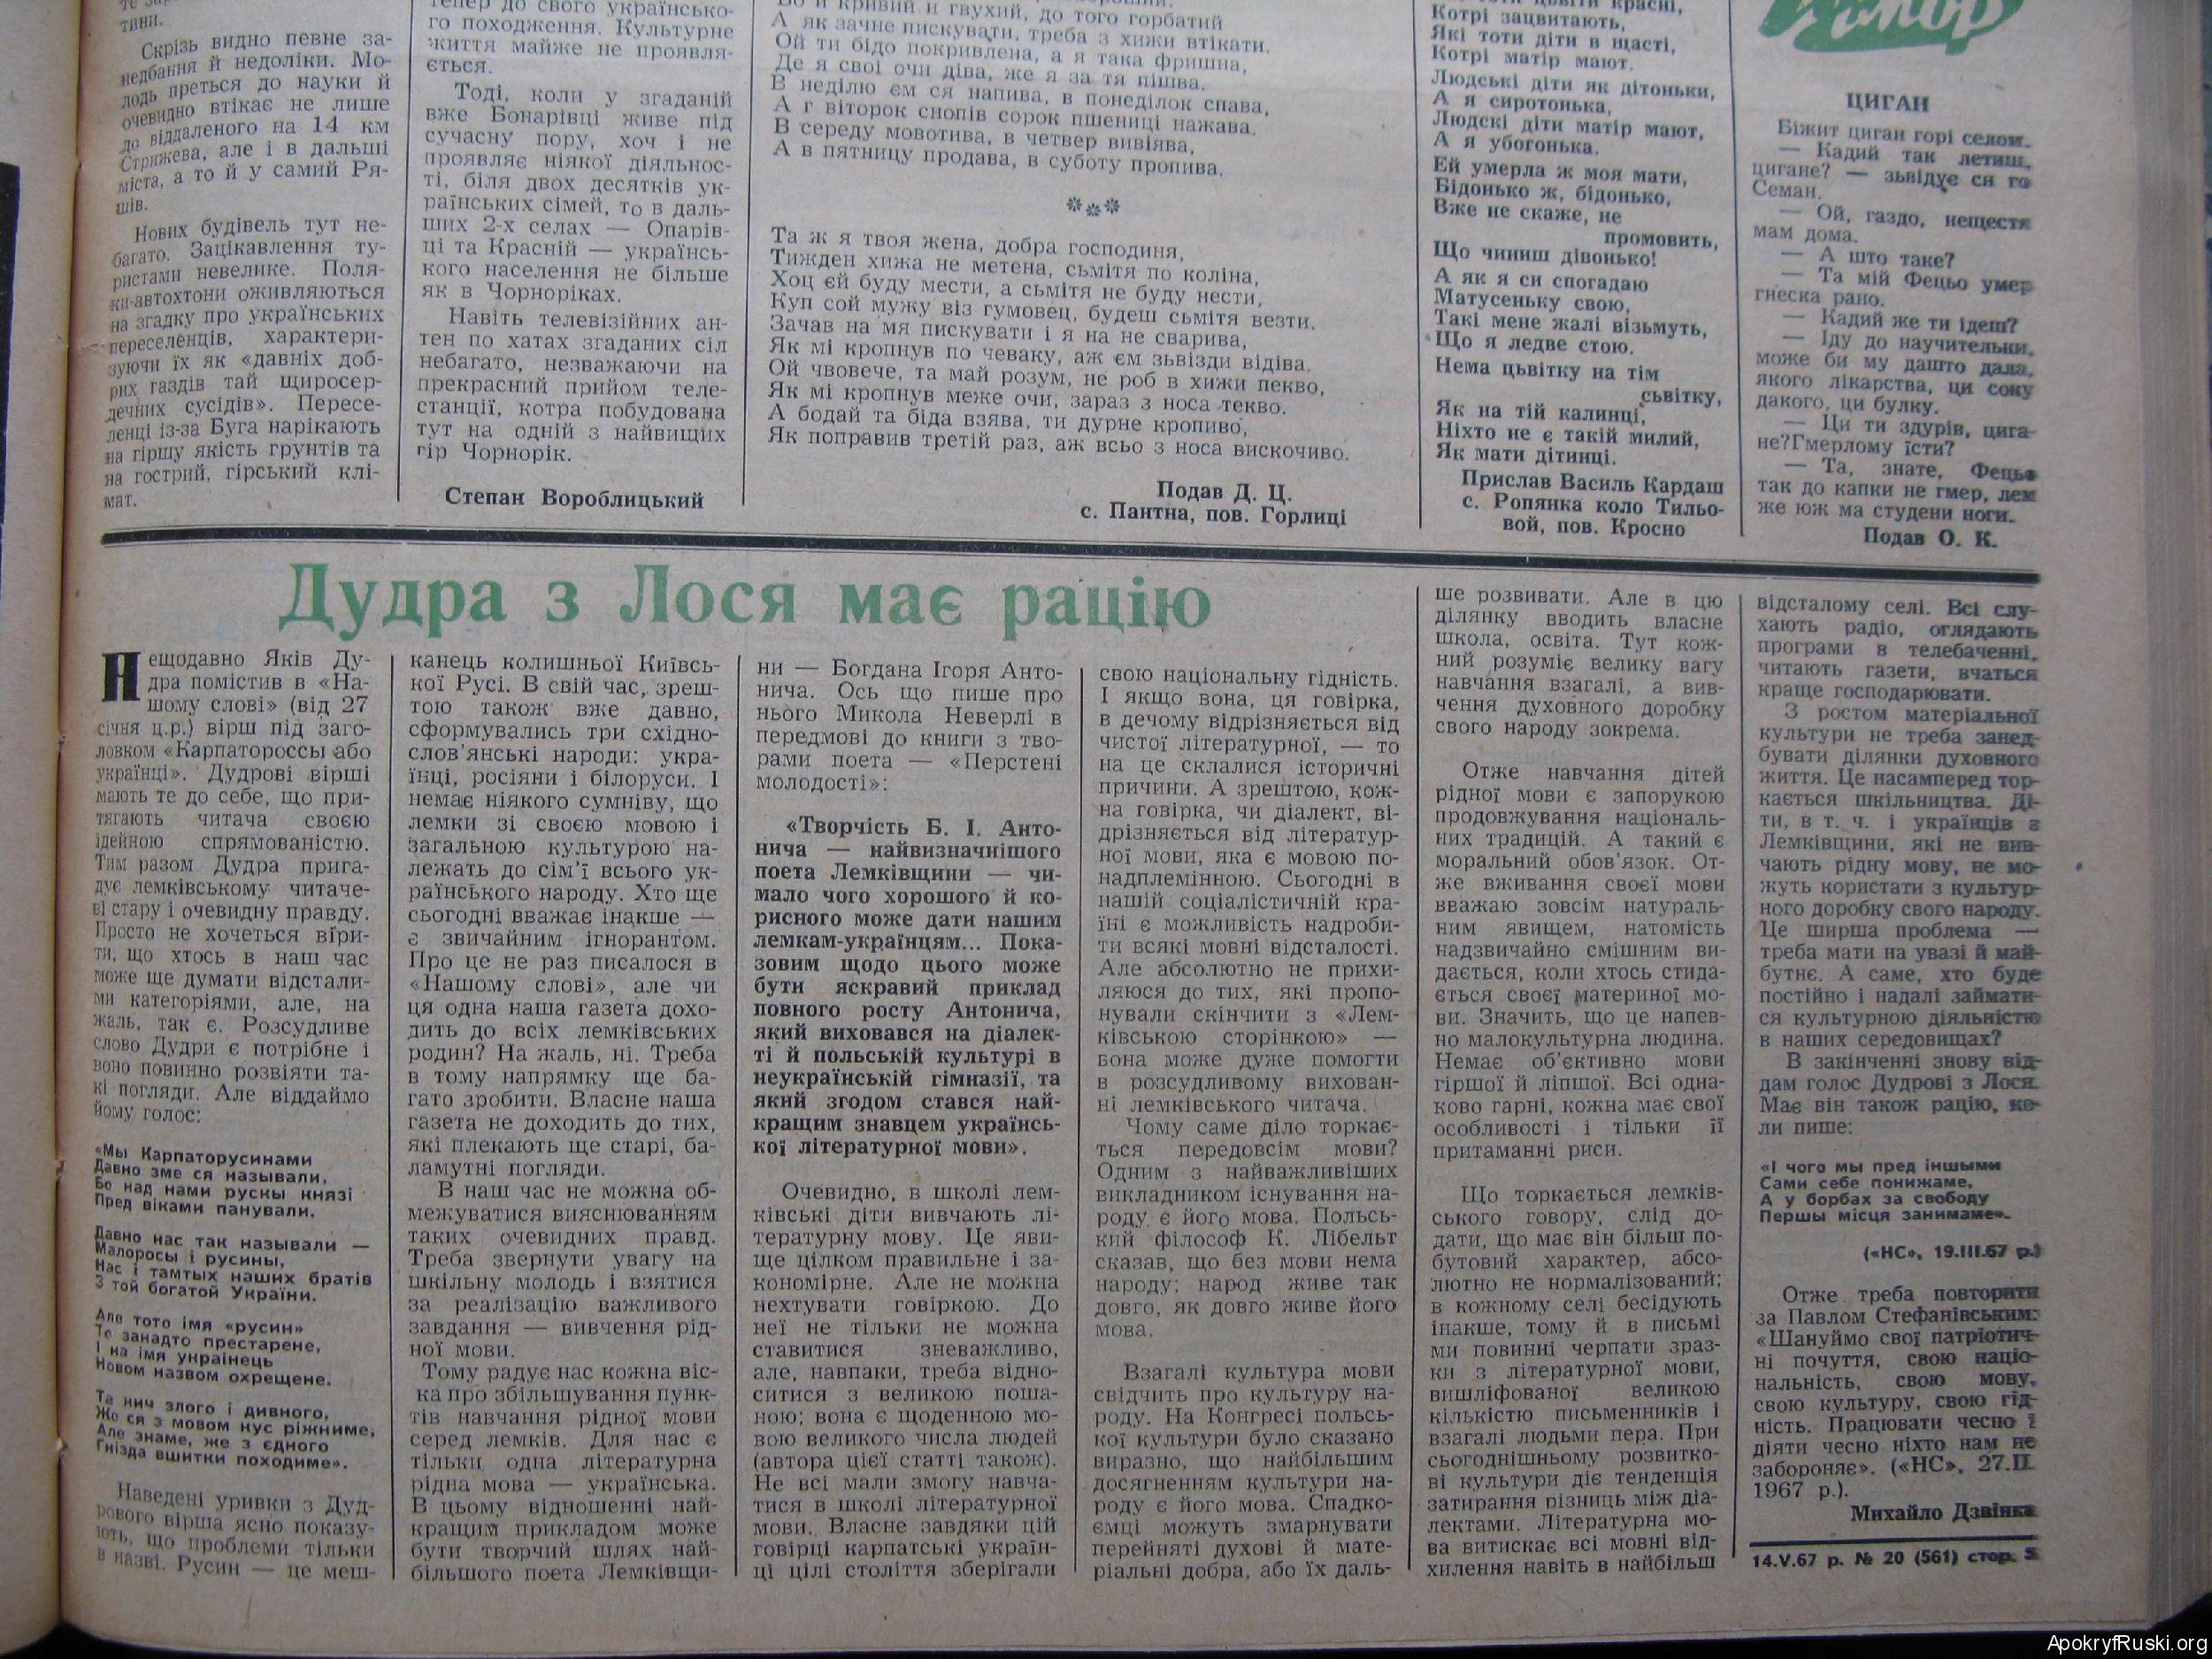 тини.
Скрізь видно певне за-
недбання й недоліки. Мо-
лодь преться до науки й
очевидно втікає не лише
до віддаленого на 14 км
Стрижева, але і в дальші
міста, а то й у самий Ря-
шів.
Нових будівель тут не-
багато. Зацікавлення ту-
ристами невелике. Поля-
ки-автохтони оживляються
на згадку про українських
переселенців, характери-
зуючи їх як «давніх доб-
рих газдів тай щиросер-
дечних сусідів». Пересе-
ленці із-за Буга нарікають
на гіршу якість грунтів та
на гострий, гірський клі-
мат.
тепер до свого українсько-
го походження. Культурне
життя майже не проявля-
ється.
Тоді, коли у згаданій
вже Бонарівці живе під
сучасну пору, хоч і не
проявляє ніякої діяльнос-
ті, біля двох десятків ук-
раїнських сімей, то в даль-
ших 2-х селах — Опарів-
ці та Красній — українсь-
кого населення не більше
як в Чорноріках.
Навіть телевізійних ан-
тен по хатах згаданих сіл
небагато, незважаючи на
прекрасний прийом теле-
станції, котра побудована
тут на одній з найвищих
гір Чорнорік.
Степан Вороблицький
Бо и кривий и гвухий, до того горбатий
А як зачне пискувати, треба з хижи втікати.
Ой ти бідо покривлена, а я така фришна,
Де я свої очи діва, же я за тя пішва.
В неділю єм ся напива, в понеділок спава,
А г віторок снопів сорок пшениці нажава.
В середу мовотива, в четвер вивіява,
А в пятницу продава, в суботу пропива.
***
Та ж я твоя жена, добра господиня,
Тижден хижа не метена, сьмітя по коліна,
Хоц єй буду мести, а сьмітя не буду нести,
Куп сой мужу віз гумовец, будеш сьмітя везти.
Зачав на мя пискувати і я на не сварива,
Як мі кропнув по чеваку, аж єм зьвізди відіва.
Ой чвовече, та май розум, не роб в хижи пекво,
Як мі кропнув меже очи, зараз з носа текво.
А бодай та біда взява, ти дурне кропиво,
Як поправив третій раз, аж всьо з носа вискочиво.
Подав Д. Ц.
с. Пантна, пов. Горлиці
Котрі зацвитають,
Які тоти діти в щасті,
Котрі матір мают.
Людські діти як дітоньки,
А я сиротонька,
Людскі діти матір мают,
А я убогонька.
Ей умерла ж моя мати,
Бідонько ж, бідонько,
Вже не скаже, не
промовить,
Що чиниш дівонько!
А як я си спогадаю
Матусеньку свою,
Такі мене жалі візьмуть,
Що я ледве стою.
Нема цьвітку на тім
сьвітку,
Як на тій калинці,
Ніхто не є такій милий,
Як мати дітинці.
Прислав Василь Кардаш
с. Ропянка коло Тильо-
вой, пов. Кросно
ЦИГАН
Біжит циган горі селом.
— Кадий так летиш,
цигане? — зьвідує ся го
Семан.
— Ой, газдо, нещестя
мам дома.
— А што таке?
— Та мій Фецьо умер
гнеска рано.
— Кадий же ти ідеш?
— Іду до научительки,
може би му дашто дала,
якого лікарства, ци соку
дакого, ци булку.
— Ци ти здурів, цига-
не?Гмерлому їсти?
— Та, знате, Фецьо
так до капки не гмер, лем
же юж ма студени ноги.
Подав О. К.
Дудра з Лося має рацію
Нещодавно Яків Ду-
дра помістив в «На-
шому слові» (від 27
січня ц.р.) вірш під заго-
ловком «Карпатороссы або
українці». Дудрові вірші
мають те до себе, що при-
тягають читача своєю
ідейною спрямованістю.
Тим разом Дудра прига-
дує лемківському читаче-
ві стару і очевидну правду.
Просто не хочеться віри-
ти, що хтось в наш час
може ще думати відстали-
ми категоріями, але, на
жаль, так є. Розсудливе
слово Дудри є потрібне і
воно повинно розвіяти та-
кі погляди. Але віддаймо
йому голос:
«Мы Карпаторусинами
Давно зме ся называли,
Бо над нами рускы князі
Пред віками панували.
Давно нас так называли —
Малоросы і русины,
Нас і тамтых наших братів
З той богатой України.
Але тото імя «русин»
То занадто престарене,
І на імя українець
Новом назвом охрещене.
Та нич злого і дивного,
Жо ся з мовом кус ріжниме,
Але знаме, же з єдного
Гнізда вшитки походиме».
Наведені уривки з Дуд-
рового вірша ясно показу-
ють, що проблеми тільки
в назві. Русин — це меш-
канець колишньої Київсь-
кої Русі. В свій час, зреш-
тою також вже давно,
сформувались три східно-
слов'янські народи: укра-
їнці, росіяни і білоруси. І
немає ніякого сумніву, що
лемки зі своєю мовою і
загальною культурою на-
лежать до сім'ї всього ук-
раїнського народу. Хто ще
сьогодні вважає інакше —
є звичайним ігнорантом.
Про це не раз писалося в
«Нашому слові», але чи
ця одна наша газета дохо-
дить до всіх лемківських
родин? На жаль, ні. Треба
в тому напрямку ще ба-
гато зробити. Власне наша
газета не доходить до тих,
які плекають ще старі, ба-
ламутні погляди.
В наш час не можна об-
межуватися вияснюванням
таких очевидних правд.
Треба звернути увагу на
шкільну молодь і взятися
за реалізацію важливого
завдання — вивчення рід-
ної мови.
Тому радує нас кожна віс-
ка про збільшування пунк-
тів навчання рідної мови
серед лемків. Для нас є
тільки одна літературна
рідна мова — українська.
В цьому відношенні най-
кращим прикладом може
бути творчий шлях най-
більшого поета Лемківщи-
ни — Богдана Ігоря Анто-
нича. Ось що пише про
нього Микола Неверлі в
передмові до книги з тво-
рами поета — «Перстені
молодості»:
«Творчість Б. І. Анто-
нича — найвизначнішого
поета Лемківщини — чи-
мало чого хорошого й ко-
рисного може дати нашим
лемкам-українцям... Пока-
зовим щодо цього може
бути яскравий приклад
повного росту Антонича,
який виховався на діалек-
ті й польській культурі в
неукраїнській гімназії, та
який згодом стався най-
кращим знавцем українсь-
кої літературної мови».
Очевидно, в школі лем-
ківські діти вивчають лі-
тературну мову. Це яви-
ще цілком правильне і за-
кономірне. Але не можна
нехтувати говіркою. До
неї не тільки не можна
ставитися зневажливо,
але, навпаки, треба відно-
ситися з великою поша-
ною; вона є щоденною мо-
вою великого числа людей
(автора цієї статті також).
Не всі мали змогу навча-
тися в школі літературної
мови. Власне завдяки цій
говірці карпатські україн-
ці цілі століття зберігали
свою національну гідність.
І якщо вона, ця говірка,
в дечому відрізняється від
чистої літературної, — то
на це склалися історичні
причини. А зрештою, кож-
на говірка, чи діалект, ві-
дрізняється від літератур-
ної мови, яка є мовою по-
надплемінною. Сьогодні в
нашій соціалістичній кра-
їні є можливість надроби-
ти всякі мовні відсталості.
Але абсолютно не прихи-
ляюся до тих, які пропо-
нували скінчити з «Лем-
ківською сторінкою» —
вона може дуже помогти
в розсудливому вихован-
ні лемківського читача.
Чому саме діло торкає-
ться передовсім мови?
Одним з найважливіших
викладником існування на-
роду є його мова. Польсь-
кий філософ К. Лібельт
сказав, що без мови нема
народу; народ живе так
довго, як довго живе його
мова.
Взагалі культура мови
свідчить про культуру на-
роду. На Конгресі польсь-
кої культури було сказано
виразно, що найбільшим
досягненням культури на-
роду є його мова. Спадко-
ємці можуть змарнувати
перейняті духові й мате-
ріальні добра, або їх даль-
ше розвивати. Але в цю
ділянку вводить власне
школа, освіта. Тут кож-
ний розуміє велику вагу
навчання взагалі, а вив-
чення духовного доробку
свого народу зокрема.
Отже навчання дітей
рідної мови є запорукою
продовжування національ-
них традицій. А такий є
моральний обов'язок. От-
же вживання своєї мови
вважаю зовсім натураль-
ним явищем, натомість
надзвичайно смішним ви-
дається, коли хтось стида-
ється своєї материної мо-
ви. Значить, що це напев-
но малокультурна людина.
Немає об'єктивно мови
гіршої й ліпшої. Всі одна-
ково гарні, кожна має свої
особливості і тільки її
притаманні риси.
Що торкається лемків-
ського говору, слід до-
дати, що має він більш по-
бутовий характер, абсо-
лютно не нормалізований;
в кожному селі бесідують
інакше, тому й в письмі
ми повинні черпати зраз-
ки з літературної мови,
вишліфованої великою
кількістю письменників і
взагалі людьми пера. При
сьогоднішньому розвитко-
ві культури діє тенденція
затирання різниць між діа-
лектами. Літературна мо-
ва витискає всі мовні від-
хилення навіть в найбільш
відсталому селі. Всі слу-
хають радіо, оглядають
програми в телебаченні,
читають газети, вчаться
краще господарювати.
З ростом матеріальної
культури не треба занед-
бувати ділянки духовного
життя. Це насамперед тор-
кається шкільництва. Ді-
ти, в т. ч. і українців з
Лемківщини, які не вив-
чають рідну мову, не мо-
жуть користати з культур-
ного доробку свого народу.
Це ширша проблема —
треба мати на увазі й май-
бутнє. А саме, хто буде
постійно і надалі займати-
ся культурною діяльністю
в наших середовищах?
В закінченні знову від-
дам голос Дудрові з Лося.
Має він також рацію, ко-
ли пише:
«І чого мы пред іншыми
Сами себе понижаме,
А у борбах за свободу
Першы місця занимаме».
(«НС», 19.III.67 р.)
Отже треба повторити
за Павлом Стефанівським:
«Шануймо свої патріотич-
ні почуття, свою націо-
нальність, свою мову,
свою культуру, свою гід-
ність. Працювати чесно і
діяти чесно ніхто нам не
забороняє». («НС», 27.II.
1967 р.).
Михайло Дзвінка
14.V.67 р. № 20 (561) стор. 5
ApokryfRuski.org